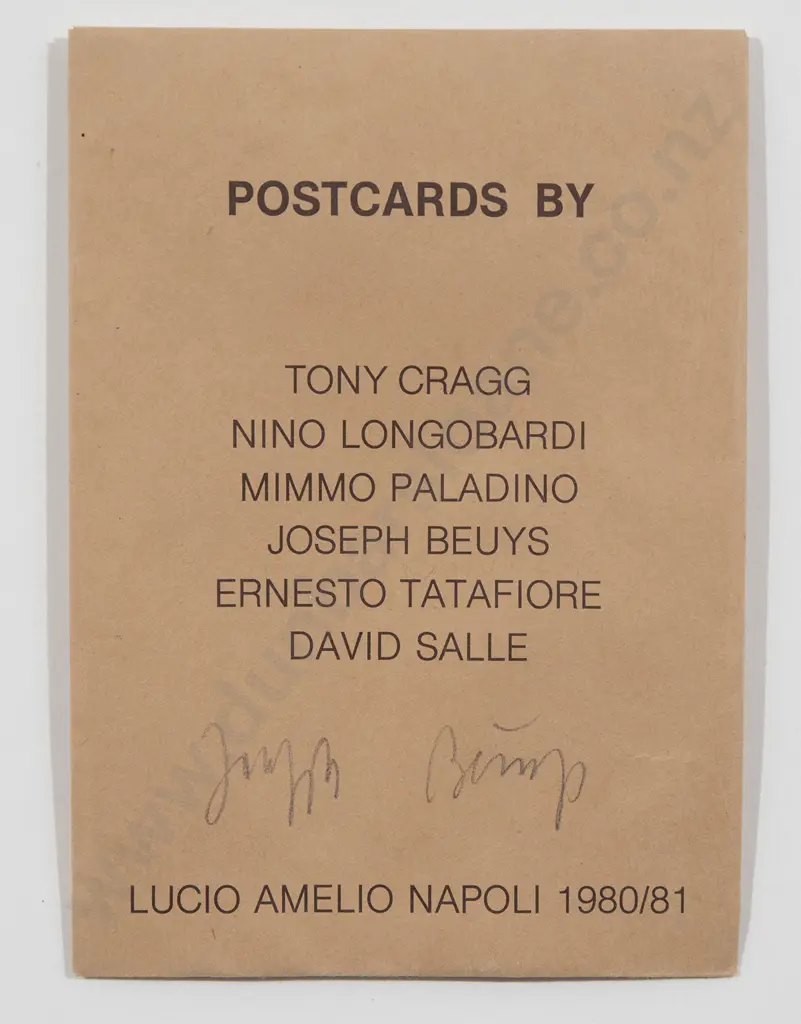 POSTCARDS BY
TONY CRAGG
NINO LONGOBARDI
MIMMO PALADINO
JOSEPH BEUYS
ERNESTO TATAFIORE
DAVID SALLE
Joseph Beuys
LUCIO AMELIO NAPOLI 1980/81